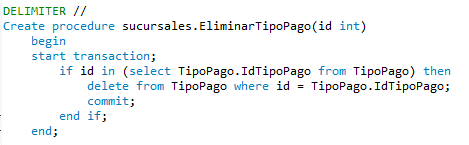 DELIMITER //
Create procedure sucursales.EliminarTipoPago(id int)
begin
start transaction;
if id in (select TipoPago.IdTipoPago from TipoPago) then
delete from TipoPago where id = TipoPago.IdTipoPago;
commit;
end if;
end;